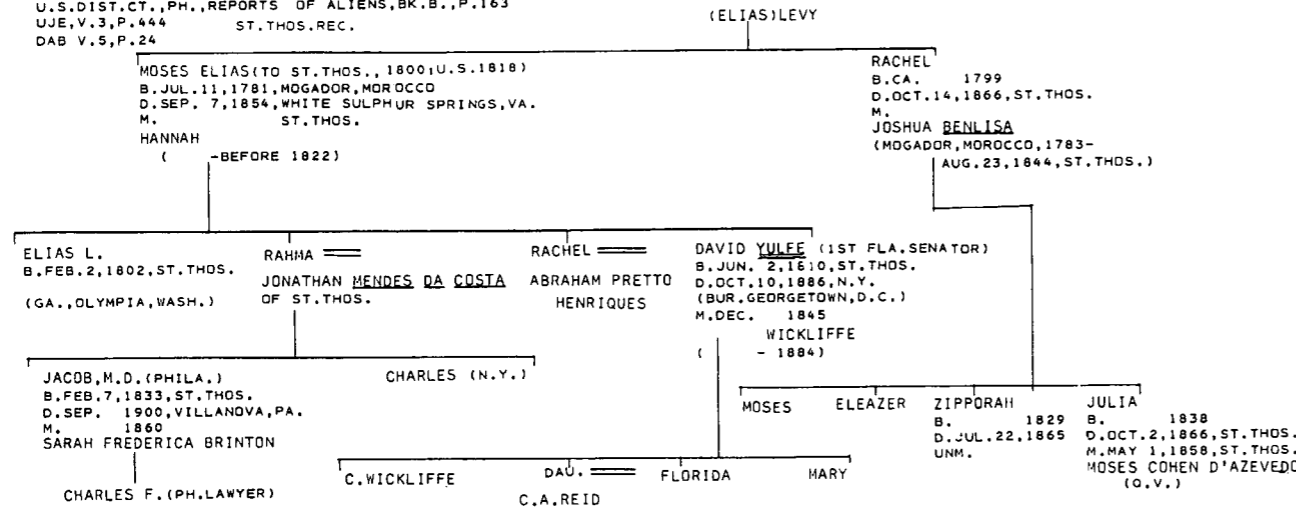 U.S.DIST.CT.,PH.,REPORTS OF ALIENS,BK.B.,P.163
UJE,V.3,P.444 ST.THOS.REC.
DAB V.5,P.24
(ELIAS)LEVY
MOSES ELIAS(TO ST.THOS.,1800;U.S.1818)
B.JUL.11,1781,MOGADOR,MOROCCO
D.SEP. 7,1854,WHITE SULPHUR SPRINGS,VA.
M. ST.THOS.
HANNAH
( -BEFORE 1822)
RACHEL
B.CA. 1799
D.OCT.14,1866,ST.THOS.
M.
JOSHUA BENLISA
(MOGADOR,MOROCCO,1783-
AUG.23,1844,ST.THOS.)
ELIAS L.
B.FEB.2,1802,ST.THOS.
(GA.,OLYMPIA,WASH.)
RAHMA
JONATHAN MENDES DA COSTA
OF ST.THOS.
RACHEL
ABRAHAM PRETTO
HENRIQUES
DAVID YULEE (1ST FLA.SENATOR)
B.JUN. 2,1810,ST.THOS.
D.OCT.10,1886,N.Y.
(BUR.GEORGETOWN,D.C.)
M.DEC. 1845
WICKLIFFE
( - 1884)
JACOB,M.D.(PHILA.)
B.FEB.7,1833,ST.THOS.
D.SEP. 1900,VILLANOVA,PA.
M. 1860
SARAH FREDERICA BRINTON
CHARLES (N.Y.)
MOSES
ELEAZER
ZIPPORAH
B. 1829
D.JUL.22,1865
UNM.
JULIA
B. 1838
D.OCT.2,1866,ST.THOS.
M.MAY 1,1858,ST.THOS.
MOSES COHEN D'AZEVEDO
(Q.V.)
CHARLES F.(PH.LAWYER)
C.WICKLIFFE
DAU.
C.A.REID
FLORIDA
MARY